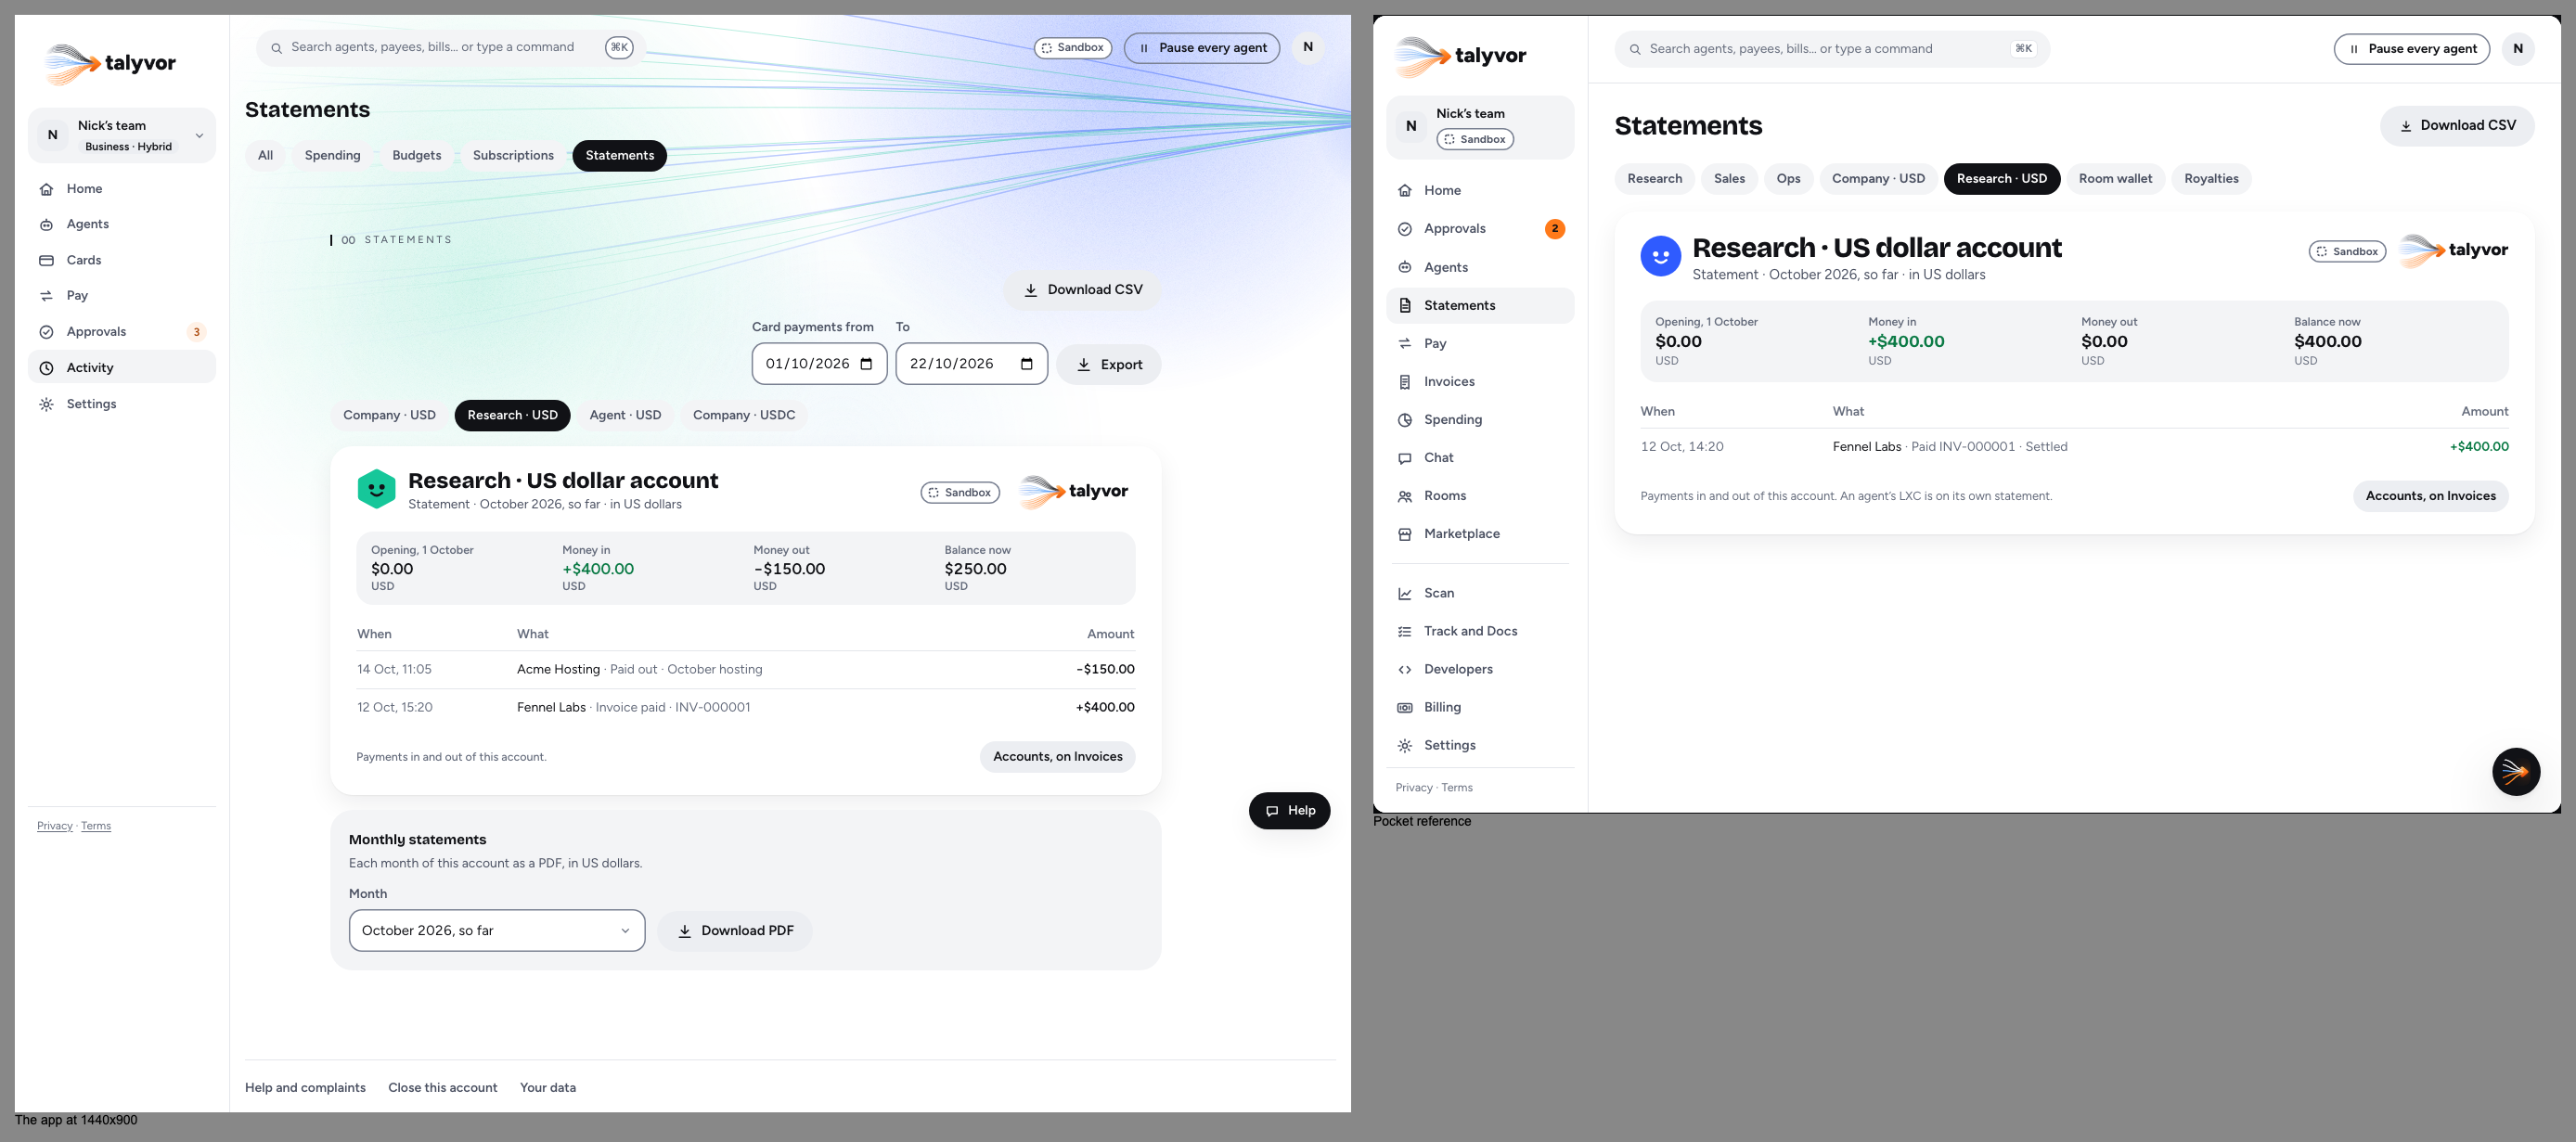 talyvor
Search agents, payees, bills... or type a command
⌘K
Sandbox
Pause every agent
N
N
Nick's team
Business · Hybrid
Home
Agents
Cards
Pay
Approvals
3
Activity
Settings
Privacy · Terms
Statements
All
Spending
Budgets
Subscriptions
Statements
00 STATEMENTS
Download CSV
Card payments from
To
01/10/2026
22/10/2026
Export
Company · USD
Research · USD
Agent · USD
Company · USDC
Research · US dollar account
Statement · October 2026, so far · in US dollars
Sandbox
talyvor
Opening, 1 October
$0.00
USD
Money in
+$400.00
USD
Money out
-$150.00
USD
Balance now
$250.00
USD
When What Amount
14 Oct, 11:05 Acme Hosting · Paid out · October hosting -$150.00
12 Oct, 15:20 Fennel Labs · Invoice paid · INV-000001 +$400.00
Payments in and out of this account.
Accounts, on Invoices
Monthly statements
Each month of this account as a PDF, in US dollars.
Month
October 2026, so far
Download PDF
Help
Help and complaints
Close this account
Your data
The app at 1440x900
talyvor
Search agents, payees, bills... or type a command
⌘K
Pause every agent
N
N
Nick's team
Sandbox
Home
Approvals
2
Agents
Statements
Pay
Invoices
Spending
Chat
Rooms
Marketplace
Scan
Track and Docs
Developers
Billing
Settings
Privacy · Terms
Statements
Download CSV
Research
Sales
Ops
Company · USD
Research · USD
Room wallet
Royalties
Research · US dollar account
Statement · October 2026, so far · in US dollars
Sandbox
talyvor
Opening, 1 October
$0.00
USD
Money in
+$400.00
USD
Money out
$0.00
USD
Balance now
$400.00
USD
When What Amount
12 Oct, 14:20 Fennel Labs · Paid INV-000001 · Settled +$400.00
Payments in and out of this account. An agent's LXC is on its own statement.
Accounts, on Invoices
Pocket reference